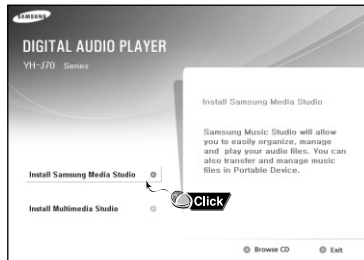 SAMSUNG
DIGITAL AUDIO PLAYER
YH-J70 Series
Install Samsung Media Studio
Samsung Music Studio will allow
you to easily organize, manage
and play your audio files. You can
also transfer and manage music
files in Portable Device.
Install Samsung Media Studio
Click
Install Multimedia Studio
Browse CD
Exit